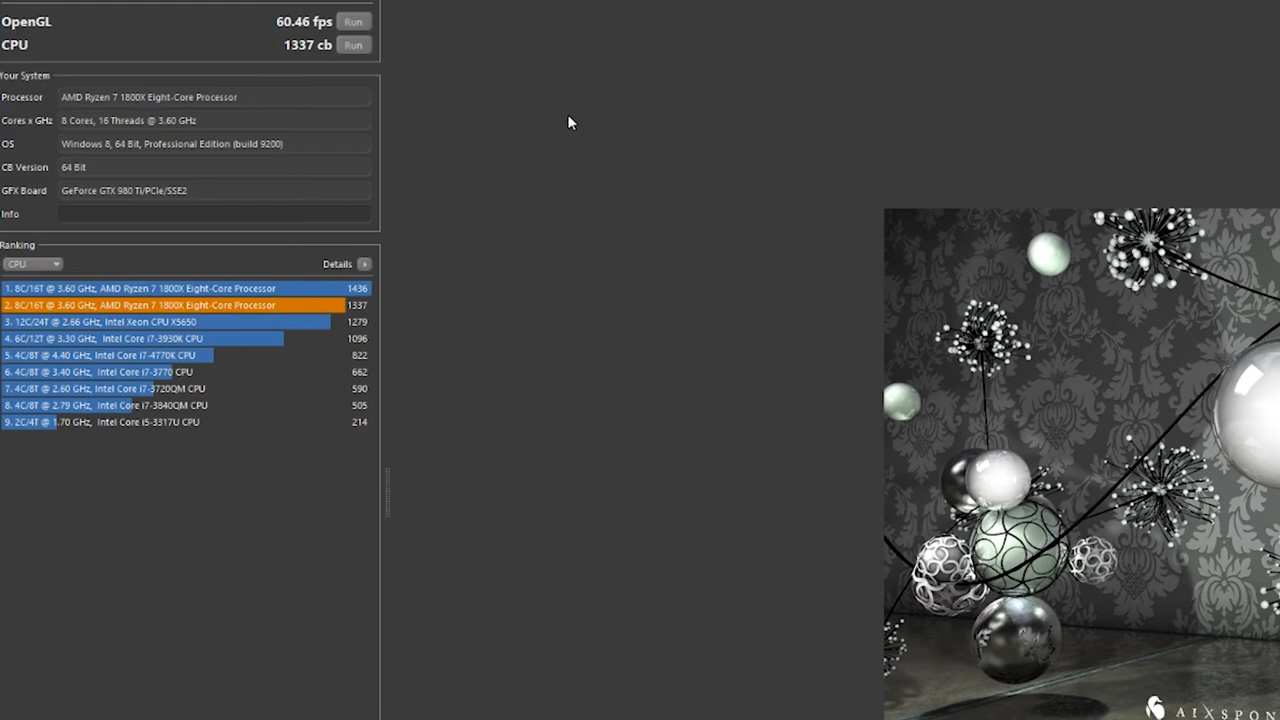 OpenGL 60.46 fps Run
CPU 1337 cb Run
Your System
Processor AMD Ryzen 7 1800X Eight-Core Processor
Cores x GHz 8 Cores, 16 Threads @ 3.60 GHz
OS Windows 8, 64 Bit, Professional Edition (build 9200)
CB Version 64 Bit
GFX Board GeForce GTX 980 Ti/PCIe/SSE2
Info
Ranking
CPU Details
1. 8C/16T @ 3.60 GHz, AMD Ryzen 7 1800X Eight-Core Processor 1436
2. 8C/16T @ 3.60 GHz, AMD Ryzen 7 1800X Eight-Core Processor 1337
3. 12C/24T @ 2.66 GHz, Intel Xeon CPU X5650 1279
4. 6C/12T @ 3.30 GHz, Intel Core i7-3930K CPU 1096
5. 4C/8T @ 4.40 GHz, Intel Core i7-4770K CPU 822
6. 4C/8T @ 3.40 GHz, Intel Core i7-3770 CPU 662
7. 4C/8T @ 2.60 GHz, Intel Core i7-3720QM CPU 590
8. 4C/8T @ 2.79 GHz, Intel Core i7-3840QM CPU 505
9. 2C/4T @ 1.70 GHz, Intel Core i5-3317U CPU 214
AIXSPON